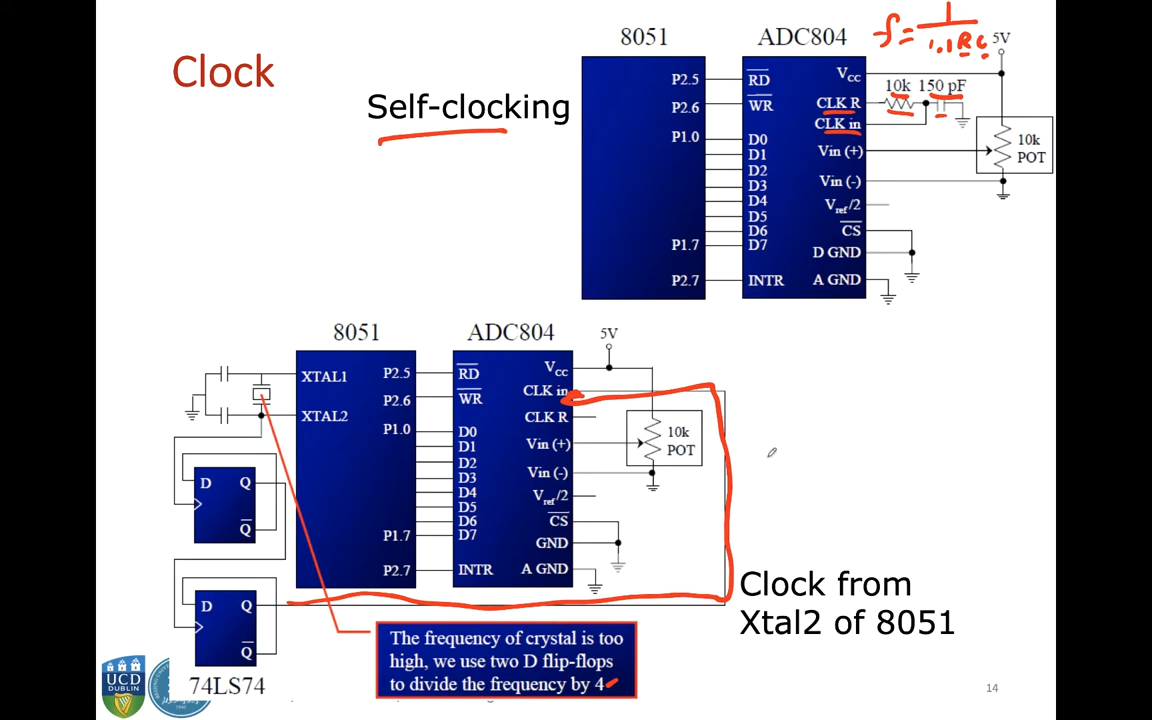 Clock
Self-clocking
f = 1/1.1RC
8051
ADC804
5V
P2.5
P2.6
P1.0
P1.7
P2.7
RD
WR
D0
D1
D2
D3
D4
D5
D6
D7
INTR
VCC
CLK R
CLK in
Vin (+)
Vin (-)
Vref/2
CS
D GND
A GND
10k 150 pF
10k
POT
8051
ADC804
5V
XTAL1
XTAL2
P2.5
P2.6
P1.0
P1.7
P2.7
RD
WR
D0
D1
D2
D3
D4
D5
D6
D7
INTR
VCC
CLK in
CLK R
Vin (+)
Vin (-)
Vref/2
CS
GND
A GND
10k
POT
D Q
Q
D Q
Q
74LS74
The frequency of crystal is too
high, we use two D flip-flops
to divide the frequency by 4
Clock from
Xtal2 of 8051
UCD
DUBLIN
14